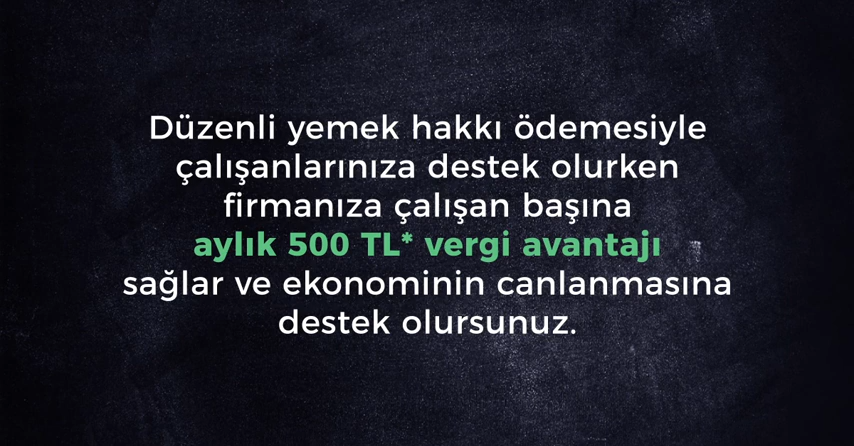 Düzenli yemek hakkı ödemesiyle
çalışanlarınıza destek olurken
firmanıza çalışan başına
aylık 500 TL* vergi avantajı
sağlar ve ekonominin canlanmasına
destek olursunuz.